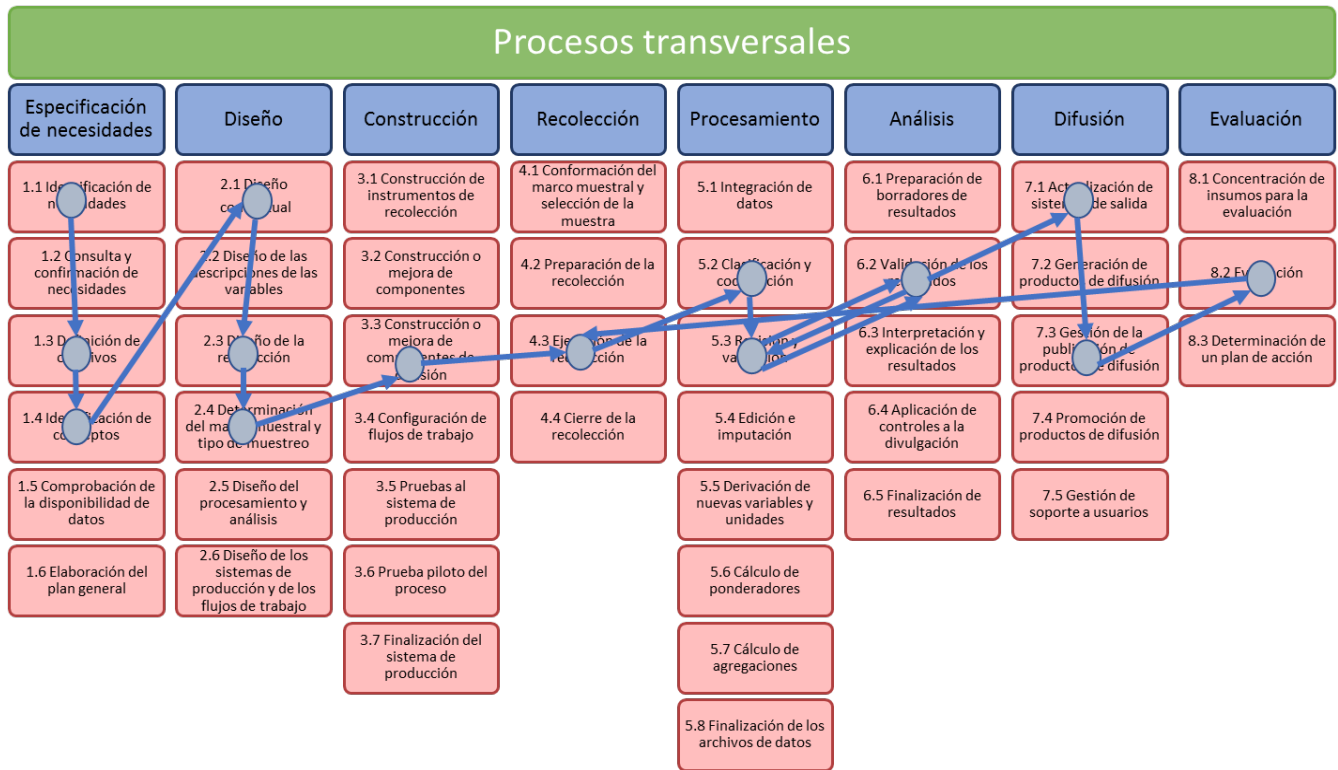 Procesos transversales
Especificación
de necesidades
1.1 Identificación de
necesidades
1.2 Consulta y
confirmación de
necesidades
1.3 Definición de
objetivos
1.4 Identificación de
conceptos
1.5 Comprobación de
la disponibilidad de
datos
1.6 Elaboración del
plan general
Diseño
2.1 Diseño
conceptual
2.2 Diseño de las
descripciones de las
variables
2.3 Diseño de la
recolección
2.4 Determinación
del marco muestral y
tipo de muestreo
2.5 Diseño del
procesamiento y
análisis
2.6 Diseño de los
sistemas de
producción y de los
flujos de trabajo
Construcción
3.1 Construcción de
instrumentos de
recolección
3.2 Construcción o
mejora de
componentes
3.3 Construcción o
mejora de
componentes de
difusión
3.4 Configuración de
flujos de trabajo
3.5 Pruebas al
sistema de
producción
3.6 Prueba piloto del
proceso
3.7 Finalización del
sistema de
producción
Recolección
4.1 Conformación del
marco muestral y
selección de la
muestra
4.2 Preparación de la
recolección
4.3 Ejecución de la
recolección
4.4 Cierre de la
recolección
Procesamiento
5.1 Integración de
datos
5.2 Clasificación y
codificación
5.3 Revisión y
validación
5.4 Edición e
imputación
5.5 Derivación de
nuevas variables y
unidades
5.6 Cálculo de
ponderadores
5.7 Cálculo de
agregaciones
5.8 Finalización de los
archivos de datos
Análisis
6.1 Preparación de
borradores de
resultados
6.2 Validación de los
resultados
6.3 Interpretación y
explicación de los
resultados
6.4 Aplicación de
controles a la
divulgación
6.5 Finalización de
resultados
Difusión
7.1 Actualización de
sistemas de salida
7.2 Generación de
productos de difusión
7.3 Gestión de la
publicación de
productos de difusión
7.4 Promoción de
productos de difusión
7.5 Gestión de
soporte a usuarios
Evaluación
8.1 Concentración de
insumos para la
evaluación
8.2 Evaluación
8.3 Determinación de
un plan de acción